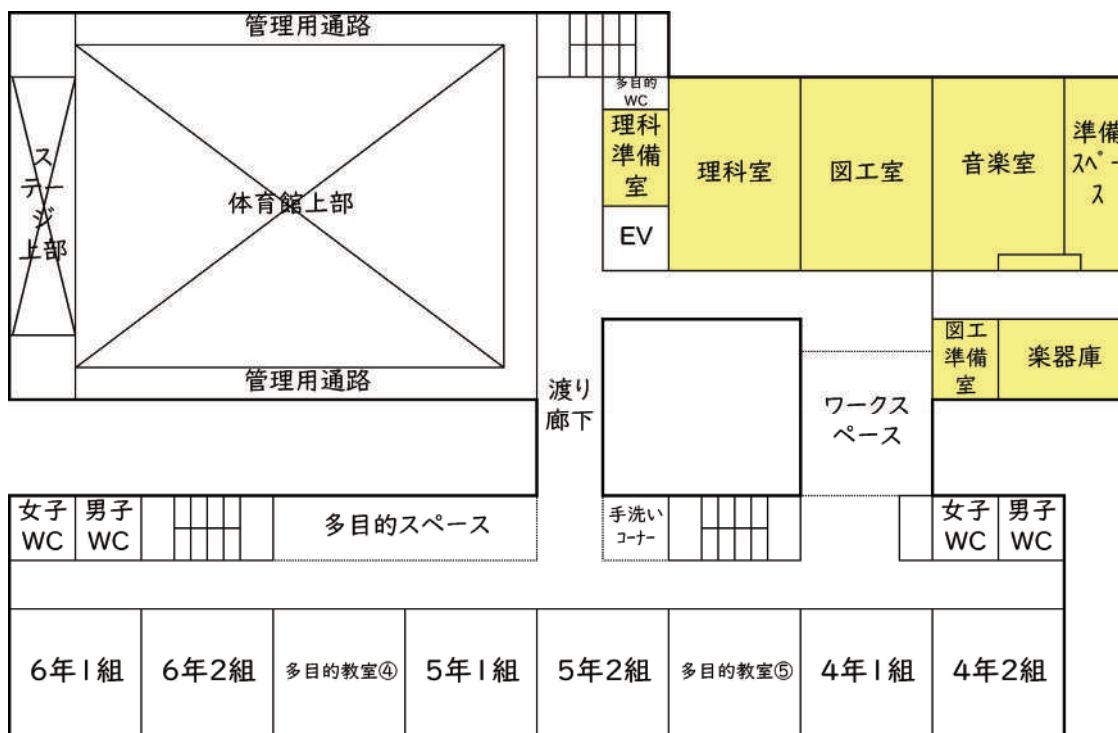 管理用通路
多目的
WC
理科
準備
室
理科室
図工室
音楽室
準備
スペー
ス
ス
テー
ジ
上部
体育館上部
EV
管理用通路
渡り
廊下
ワークス
ペース
図工
準備
室
楽器庫
女子
WC
男子
WC
多目的スペース
手洗い
コーナー
女子
WC
男子
WC
6年1組
6年2組
多目的教室④
5年1組
5年2組
多目的教室⑤
4年1組
4年2組